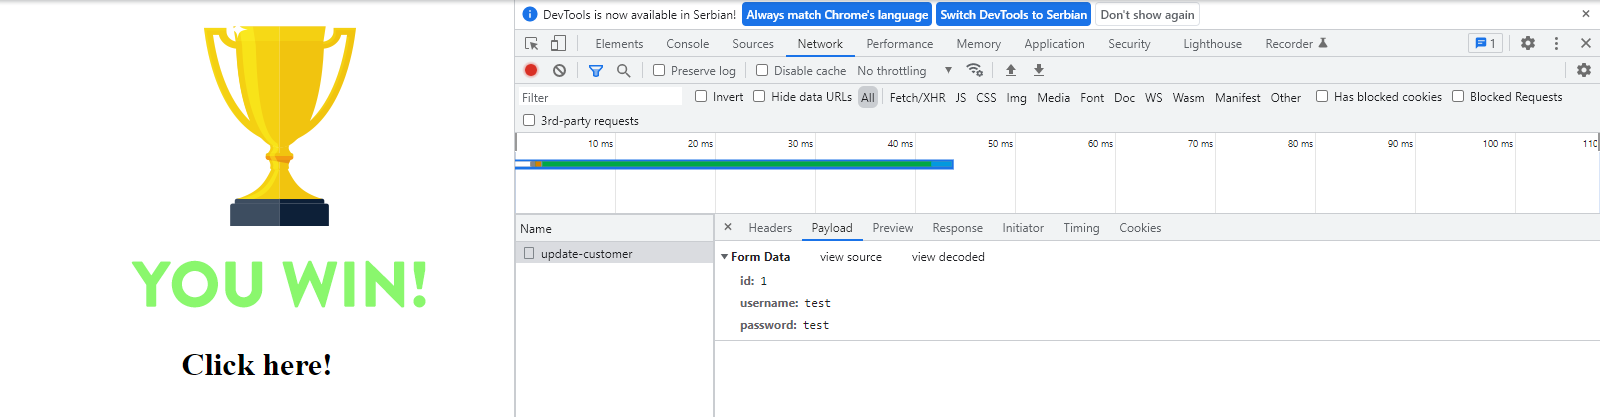 YOU WIN!
Click here!
DevTools is now available in Serbian! Always match Chrome's language Switch DevTools to Serbian Don't show again
Elements Console Sources Network Performance Memory Application Security Lighthouse Recorder 1
Preserve log Disable cache No throttling
Filter Invert Hide data URLs All Fetch/XHR JS CSS Img Media Font Doc WS Wasm Manifest Other Has blocked cookies Blocked Requests
3rd-party requests
10 ms 20 ms 30 ms 40 ms 50 ms 60 ms 70 ms 80 ms 90 ms 100 ms 110
Name
update-customer
Headers Payload Preview Response Initiator Timing Cookies
Form Data view source view decoded
id: 1
username: test
password: test